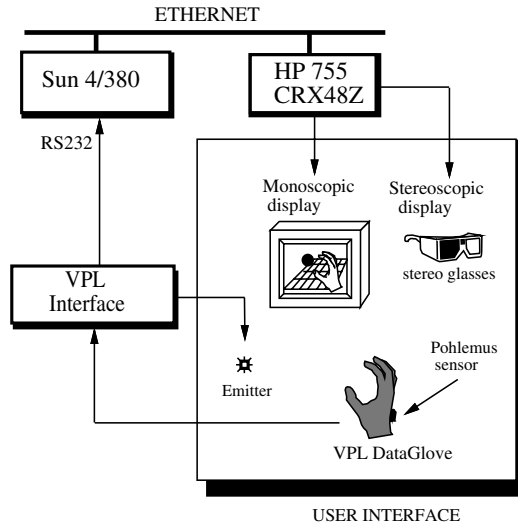 ETHERNET
Sun 4/380
HP 755
CRX48Z
RS232
Monoscopic
display
Stereoscopic
display
stereo glasses
VPL
Interface
Emitter
Pohlemus
sensor
VPL DataGlove
USER INTERFACE